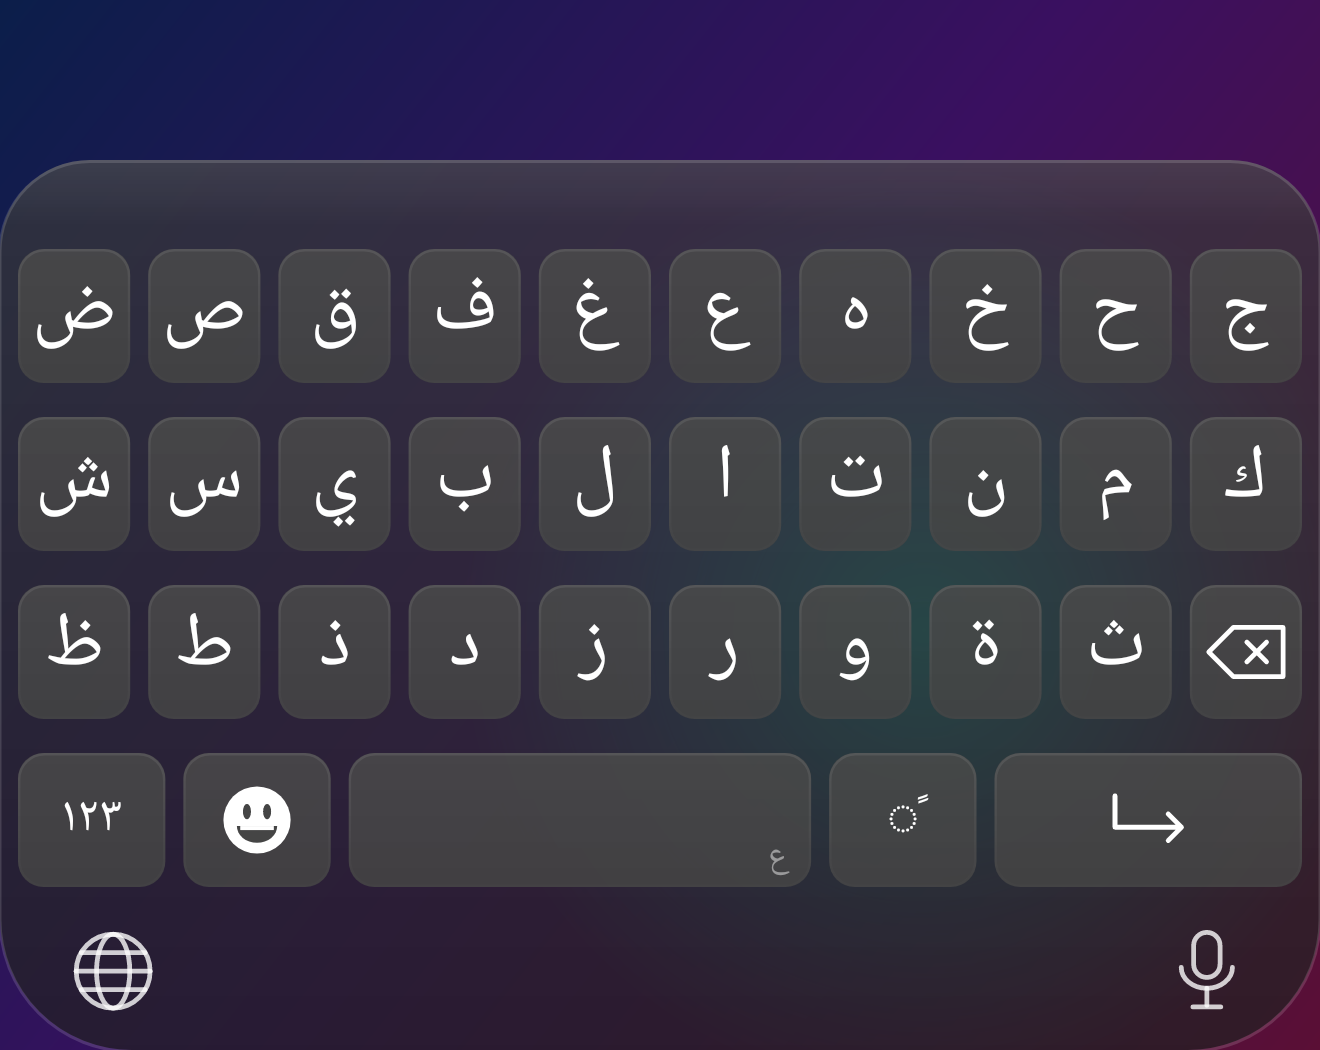 ض ص ق ف غ ع ه خ ح ج
ش س ي ب ل ا ت ن م ك
ظ ط ذ د ز ر و ة ث
١٢٣ ع ◌ً